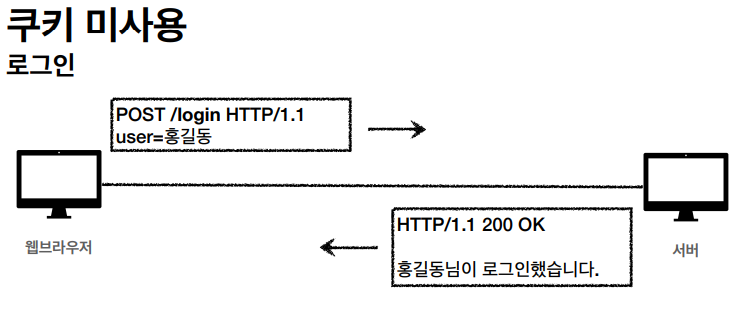 쿠키 미사용
로그인
POST /login HTTP/1.1
user=홍길동
웹브라우저
HTTP/1.1 200 OK
홍길동님이 로그인했습니다.
서버